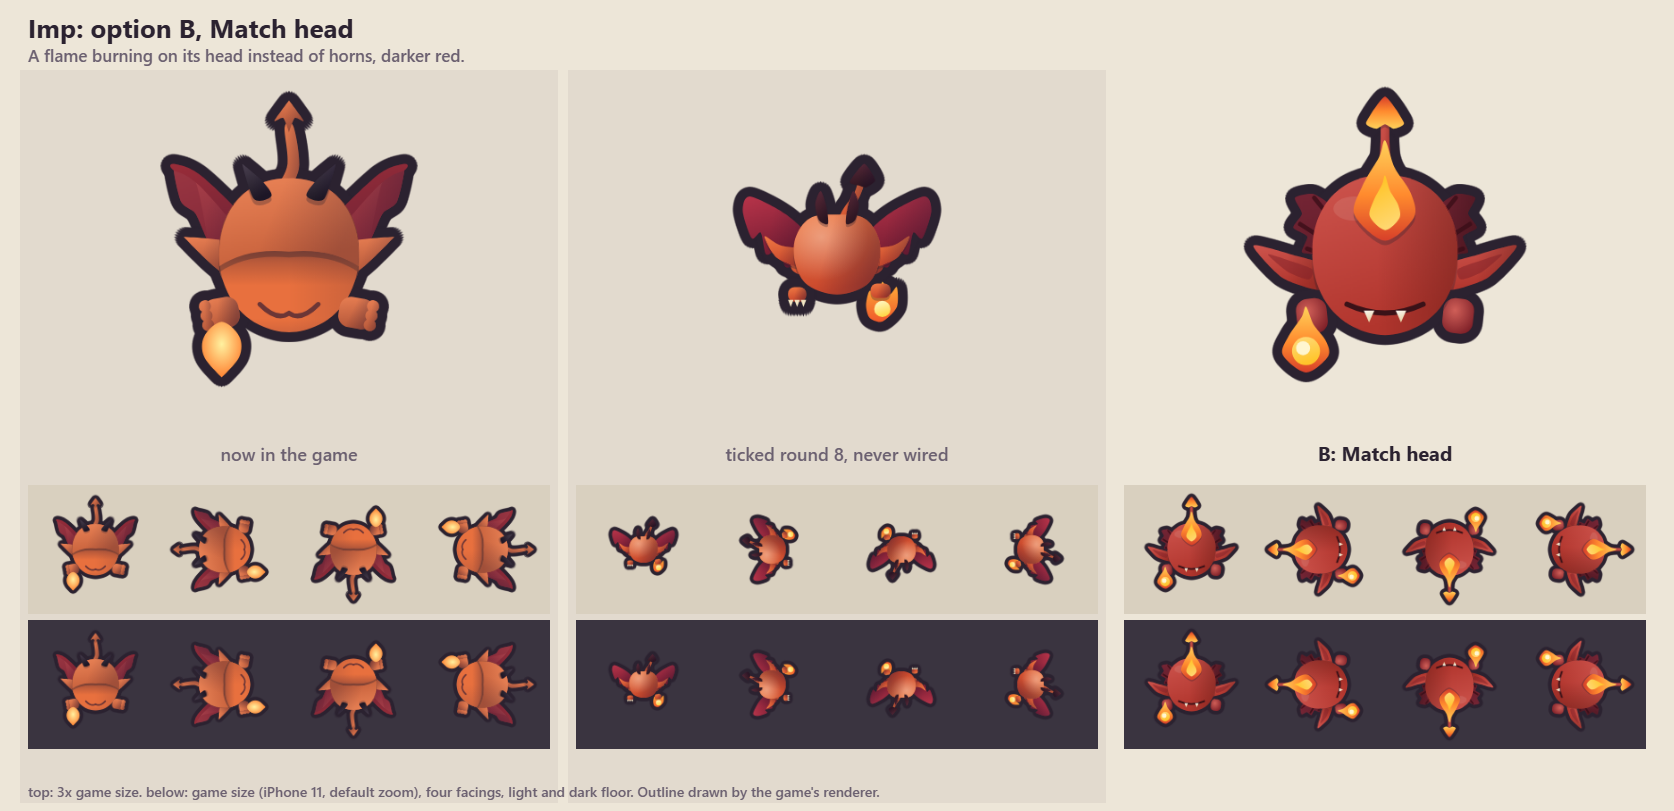 Imp: option B, Match head
A flame burning on its head instead of horns, darker red.
now in the game
ticked round 8, never wired
B: Match head
top: 3x game size. below: game size (iPhone 11, default zoom), four facings, light and dark floor. Outline drawn by the game's renderer.